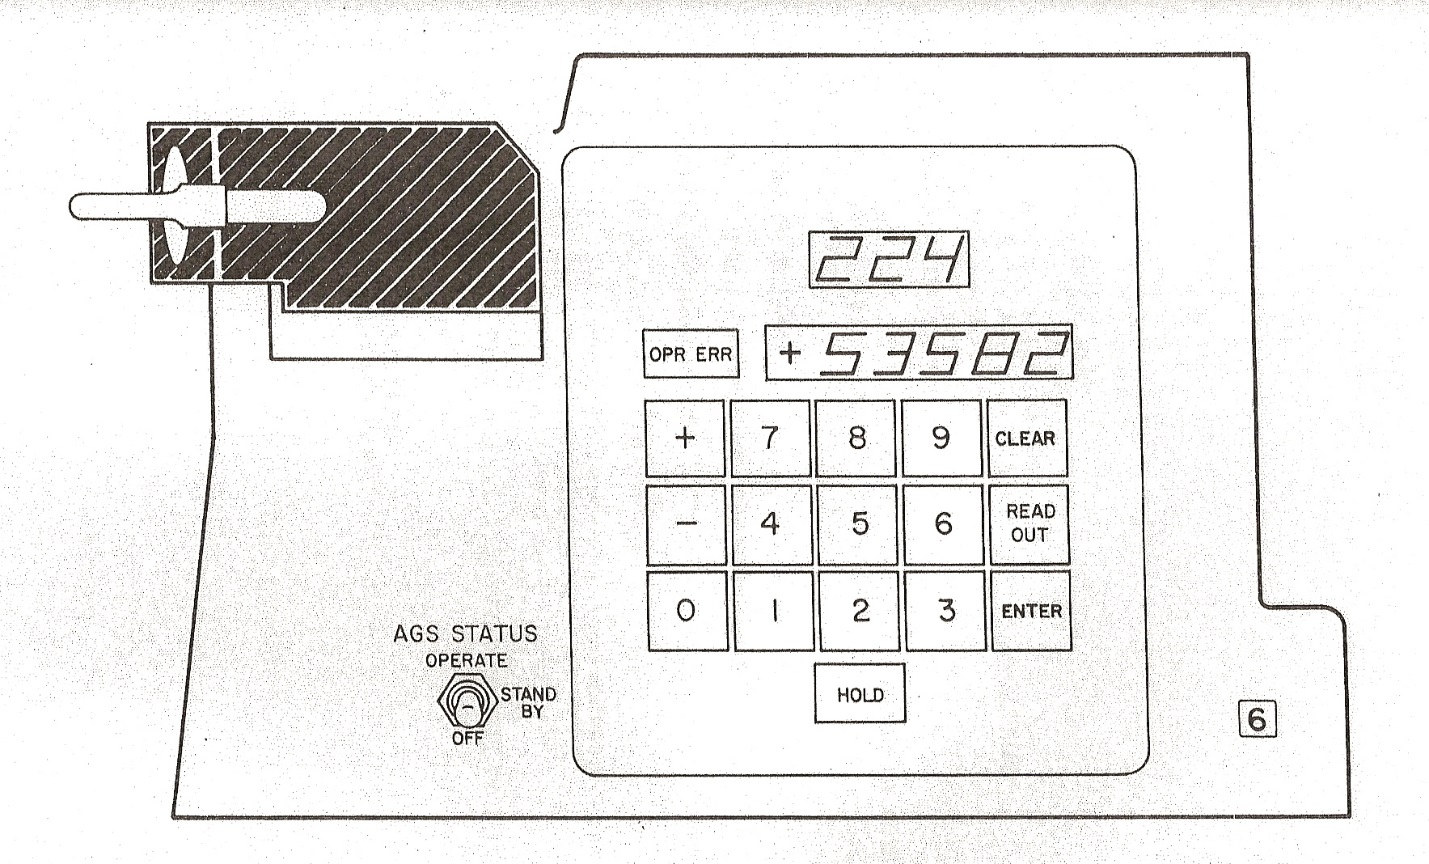 224
OPR ERR + 53582
+ 7 8 9 CLEAR
- 4 5 6 READ OUT
0 1 2 3 ENTER
HOLD
AGS STATUS
OPERATE
STAND BY
OFF
6